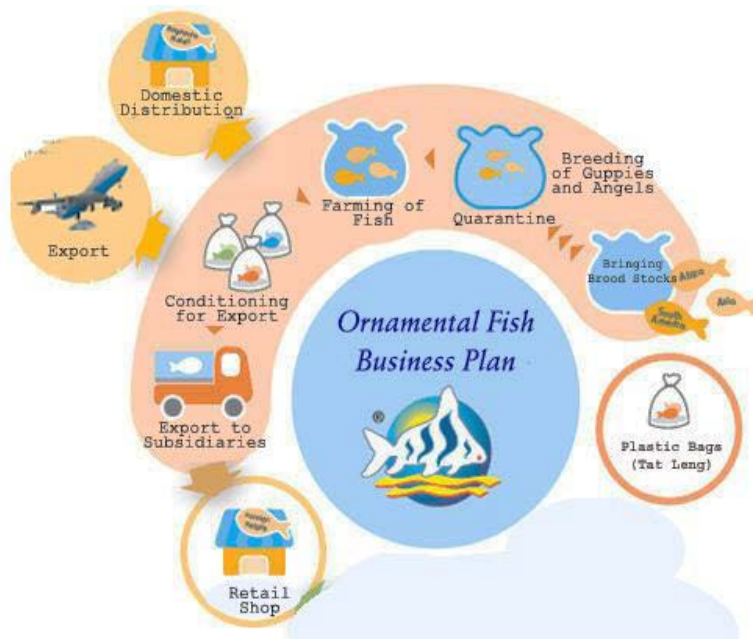 Domestic
Distribution
Export
Farming of
Fish
Quarantine
Breeding
of Guppies
and Angels
Bringing
Brood Stocks
Asia
South
America
Conditioning
for Export
Export to
Subsidiaries
Ornamental Fish
Business Plan
®
Plastic Bags
(Tat Leng)
Retail
Shop